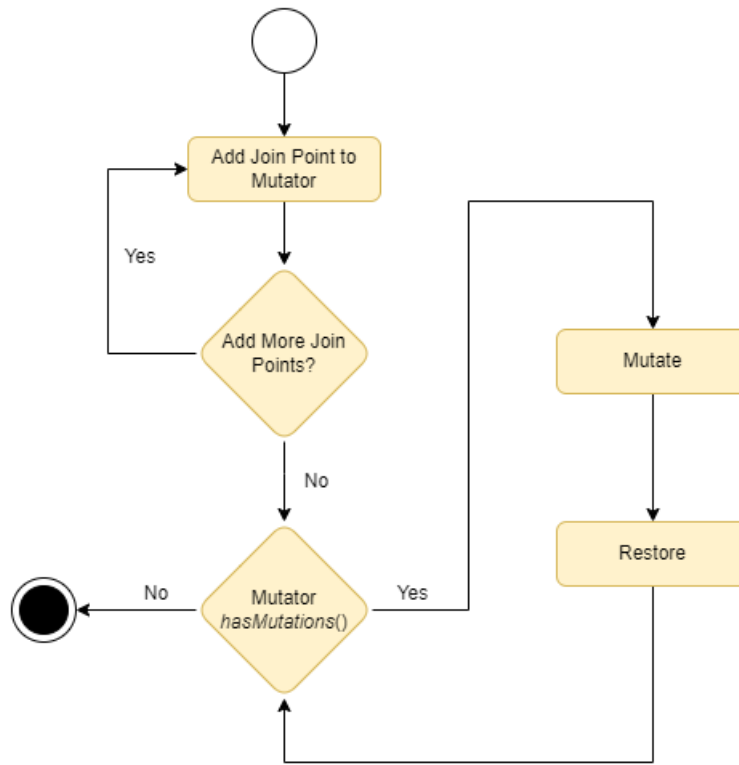 Add Join Point to
Mutator
Yes
Add More Join
Points?
Mutate
No
Restore
No
Mutator
hasMutations()
Yes